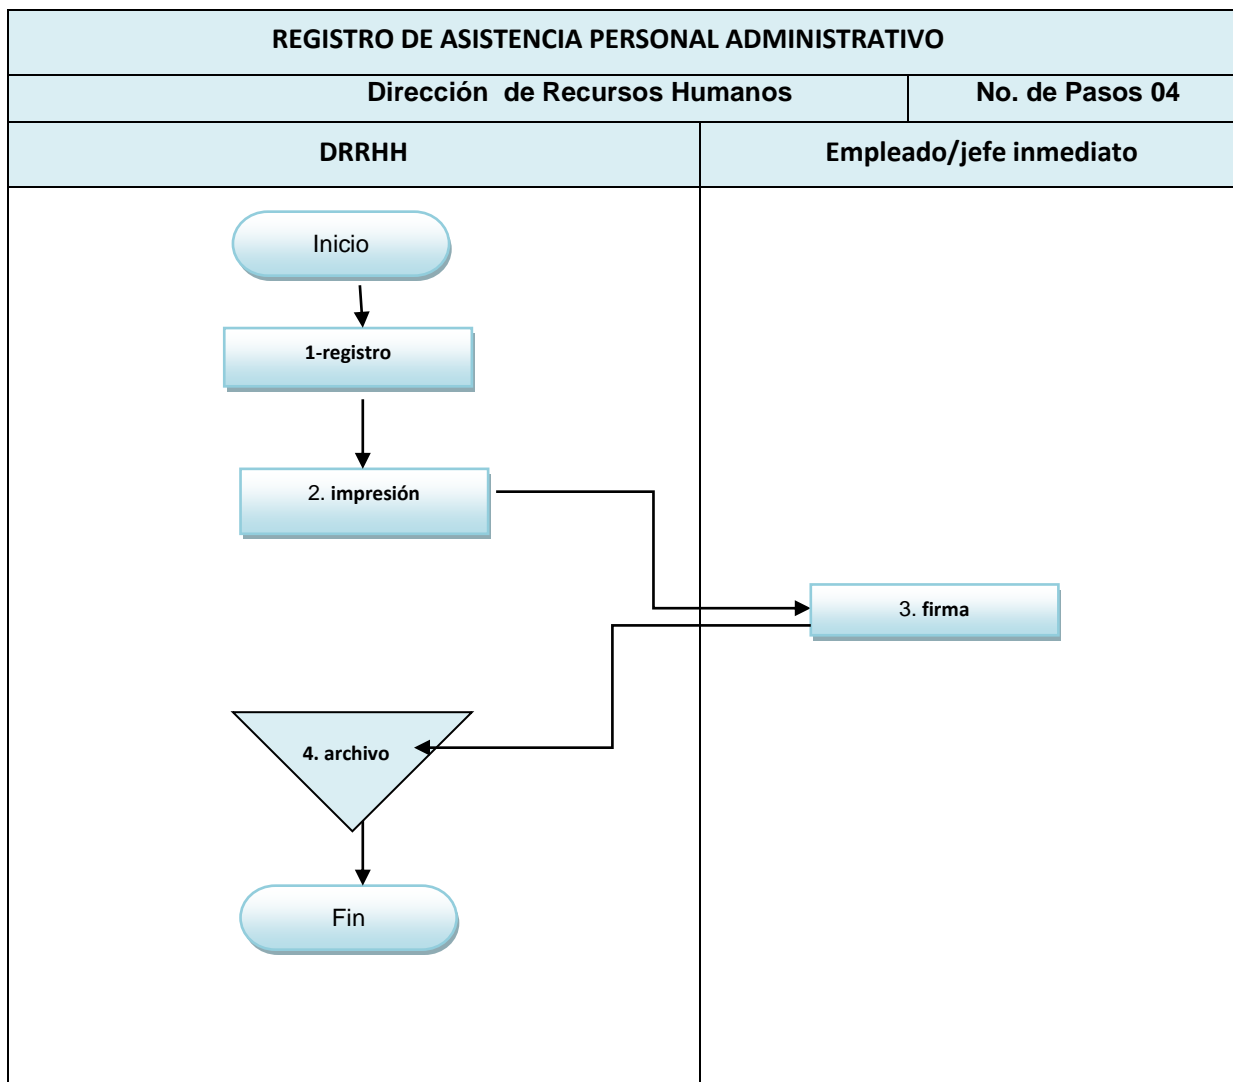 REGISTRO DE ASISTENCIA PERSONAL ADMINISTRATIVO
Dirección de Recursos Humanos
No. de Pasos 04
DRRHH
Empleado/jefe inmediato
Inicio
1-registro
2. impresión
3. firma
4. archivo
Fin